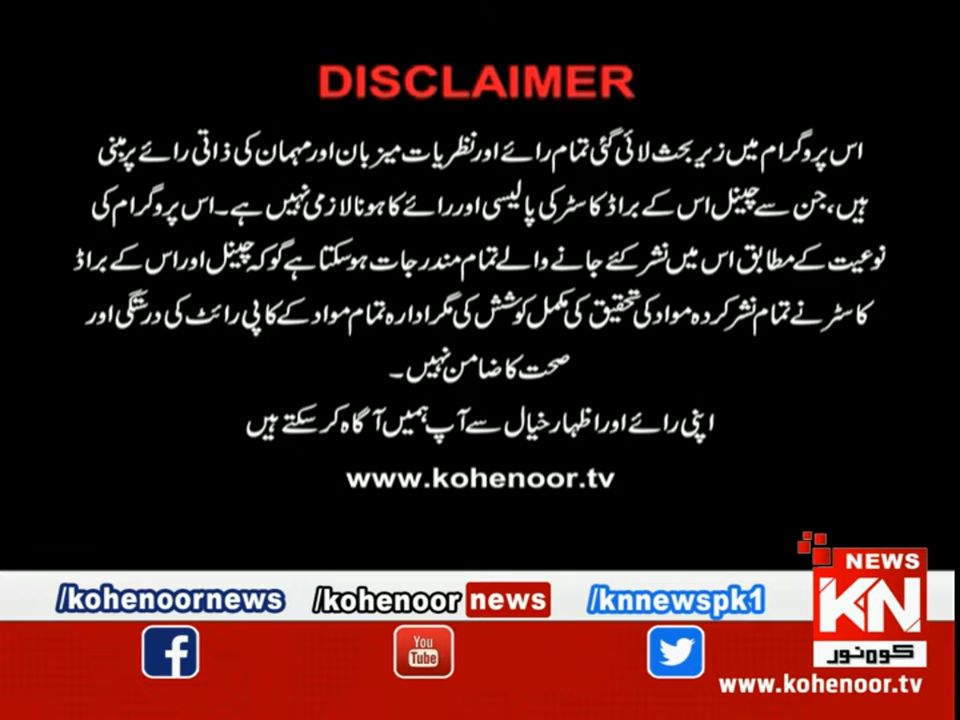 DISCLAIMER
اس پروگرام میں زیرِ بحث لائی گئی تمام رائے اور نظریات میزبان اور مہمان کی ذاتی رائے پر مبنی
ہیں، جن سے چینل اس کے براڈ کاسٹر کی پالیسی اور رائے کا ہونا لازمی نہیں ہے۔ اس پروگرام کی
نوعیت کے مطابق اس میں نشر کئے جانے والے تمام مندرجات ہو سکتا ہے گو کہ چینل اور اس کے براڈ
کاسٹر نے تمام نشر کردہ مواد کی تحقیق کی مکمل کوشش کی مگر ادارہ تمام مواد کے کاپی رائٹ کی درستگی اور
صحت کا ضامن نہیں۔
اپنی رائے اور اظہار خیال سے آپ ہمیں آگاہ کر سکتے ہیں
www.kohenoor.tv
NEWS
KN
کوہ نور
/kohenoornews
/kohenoor news
/knnewspk1
f
You Tube
www.kohenoor.tv